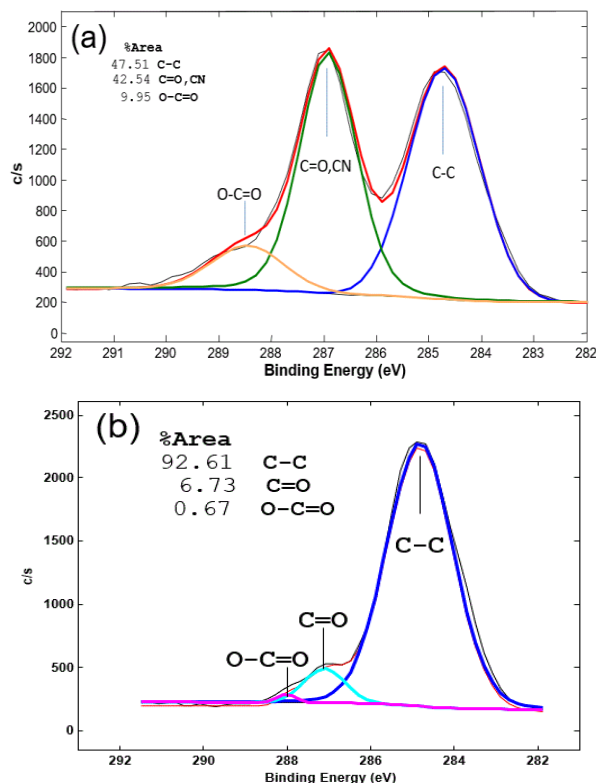 (a)
%Area
47.51 C-C
42.54 C=O,CN
9.95 O-C=O
2000
1800
1600
1400
1200
1000
800
600
400
200
0
c/s
O-C=O
C=O,CN
C-C
292 291 290 289 288 287 286 285 284 283 282
Binding Energy (eV)
(b)
%Area
92.61 C-C
6.73 C=O
0.67 O-C=O
2500
2000
1500
1000
500
0
c/s
C-C
C=O
O-C=O
292 290 288 286 284 282
Binding Energy (eV)